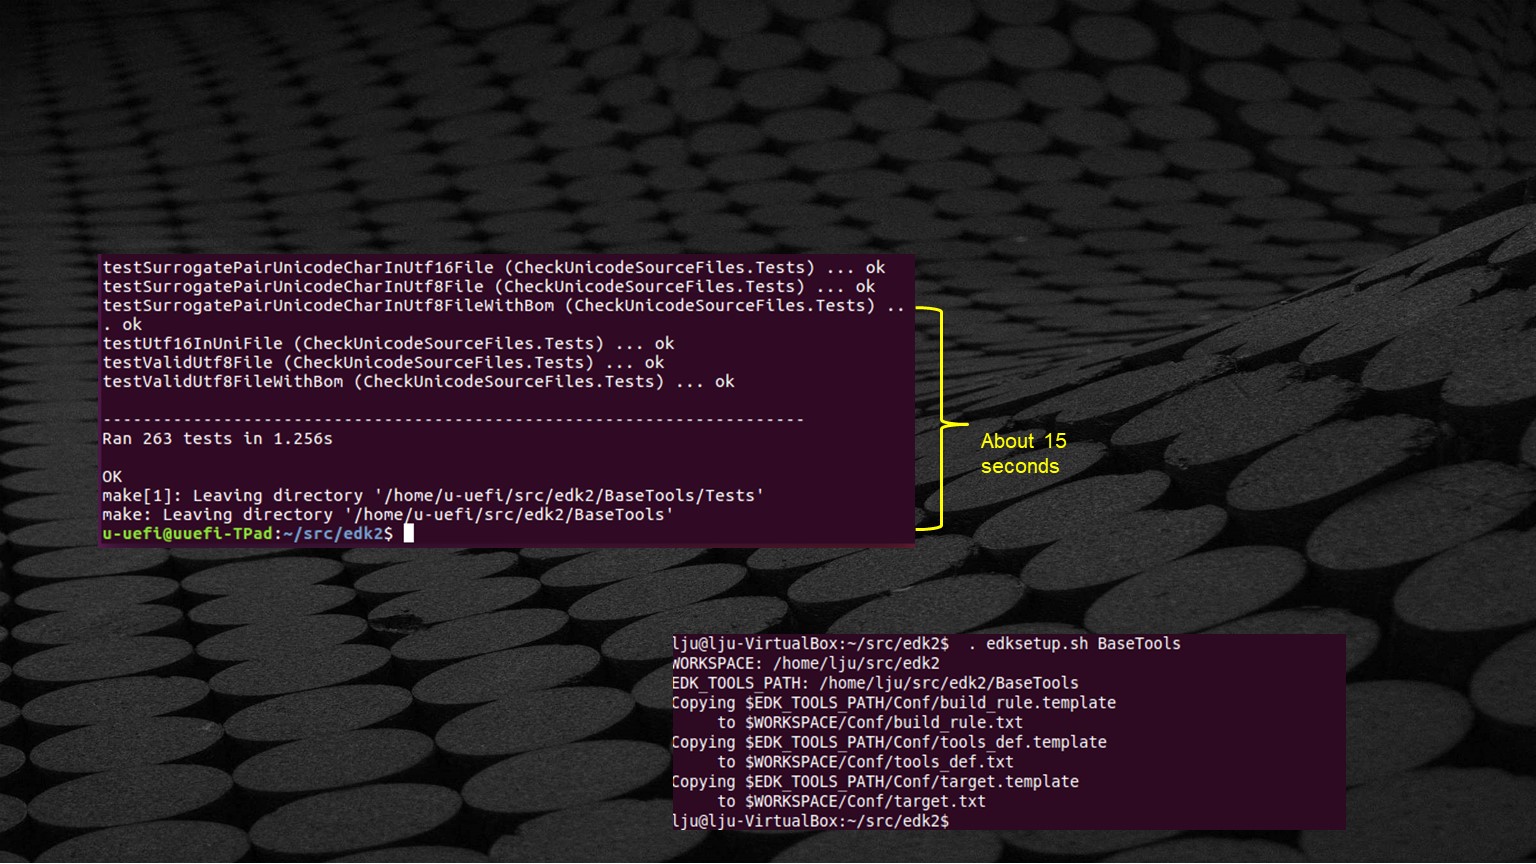 testSurrogatePairUnicodeCharInUtf16File (CheckUnicodeSourceFiles.Tests) ... ok
testSurrogatePairUnicodeCharInUtf8File (CheckUnicodeSourceFiles.Tests) ... ok
testSurrogatePairUnicodeCharInUtf8FileWithBom (CheckUnicodeSourceFiles.Tests) ..
. ok
testUtf16InUniFile (CheckUnicodeSourceFiles.Tests) ... ok
testValidUtf8File (CheckUnicodeSourceFiles.Tests) ... ok
testValidUtf8FileWithBom (CheckUnicodeSourceFiles.Tests) ... ok
----------------------------------------------------------------------
Ran 263 tests in 1.256s
OK
make[1]: Leaving directory '/home/u-uefi/src/edk2/BaseTools/Tests'
make: Leaving directory '/home/u-uefi/src/edk2/BaseTools'
u-uefi@uuefi-TPad:~/src/edk2$
About 15
seconds
lju@lju-VirtualBox:~/src/edk2$  . edksetup.sh BaseTools
WORKSPACE: /home/lju/src/edk2
EDK_TOOLS_PATH: /home/lju/src/edk2/BaseTools
Copying $EDK_TOOLS_PATH/Conf/build_rule.template
to $WORKSPACE/Conf/build_rule.txt
Copying $EDK_TOOLS_PATH/Conf/tools_def.template
to $WORKSPACE/Conf/tools_def.txt
Copying $EDK_TOOLS_PATH/Conf/target.template
to $WORKSPACE/Conf/target.txt
lju@lju-VirtualBox:~/src/edk2$